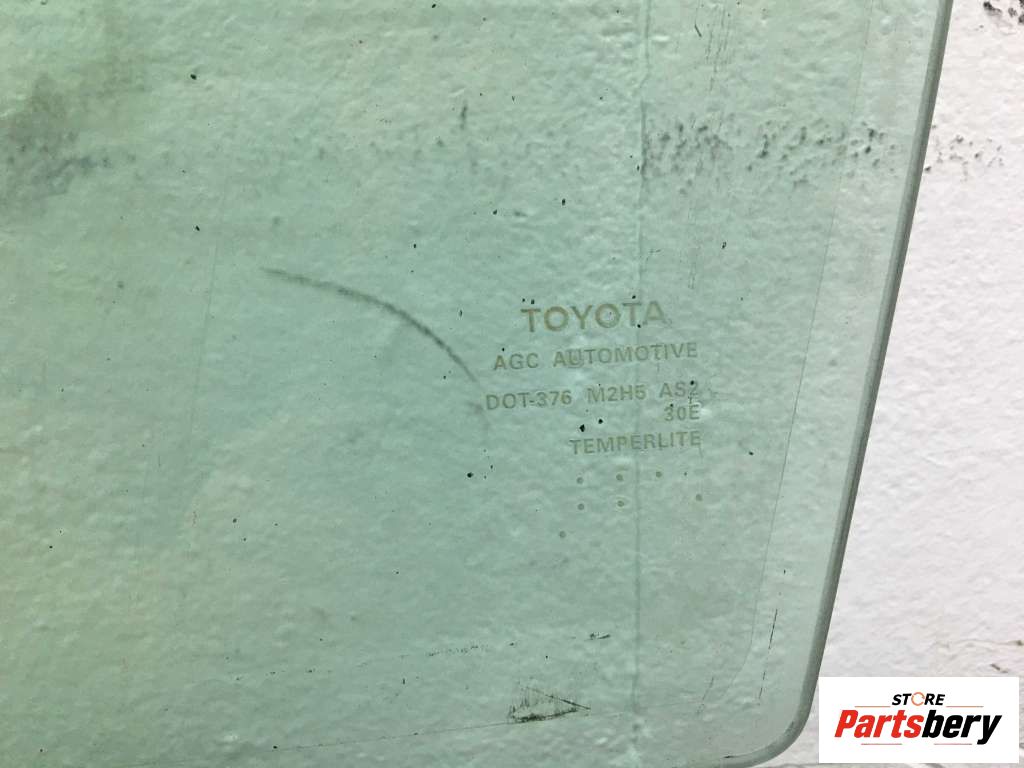 TOYOTA
AGC AUTOMOTIVE
DOT-376 M2H5 AS2
30E
TEMPERLITE
STORE
Partsbery